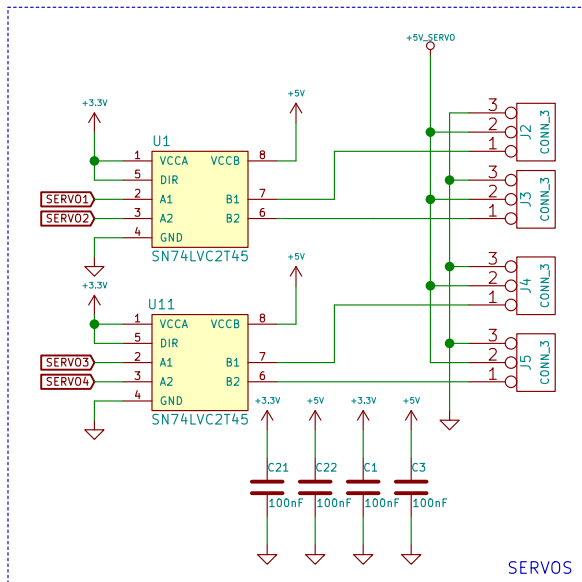 +5V_SERVO
+3.3V
+5V
U1
1 VCCA VCCB 8
5 DIR
SERVO1 2 A1 B1 7
SERVO2 3 A2 B2 6
4 GND
SN74LVC2T45
3
2
1
J2
CONN_3
3
2
1
J3
CONN_3
+3.3V
+5V
U11
1 VCCA VCCB 8
5 DIR
SERVO3 2 A1 B1 7
SERVO4 3 A2 B2 6
4 GND
SN74LVC2T45
3
2
1
J4
CONN_3
3
2
1
J5
CONN_3
+3.3V +5V +3.3V +5V
C21 C22 C1 C3
100nF 100nF 100nF 100nF
SERVOS